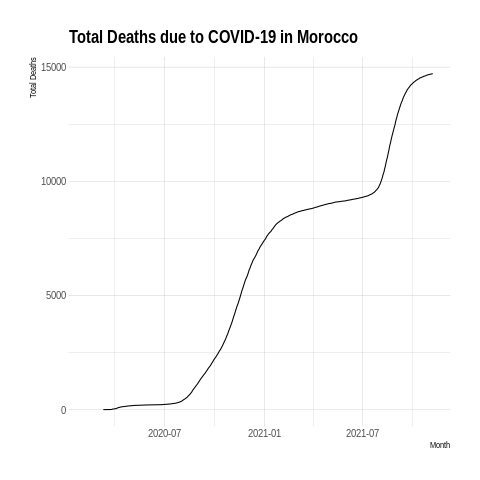 Total Deaths due to COVID-19 in Morocco
Total Deaths
15000
10000
5000
0
2020-07
2021-01
2021-07
Month